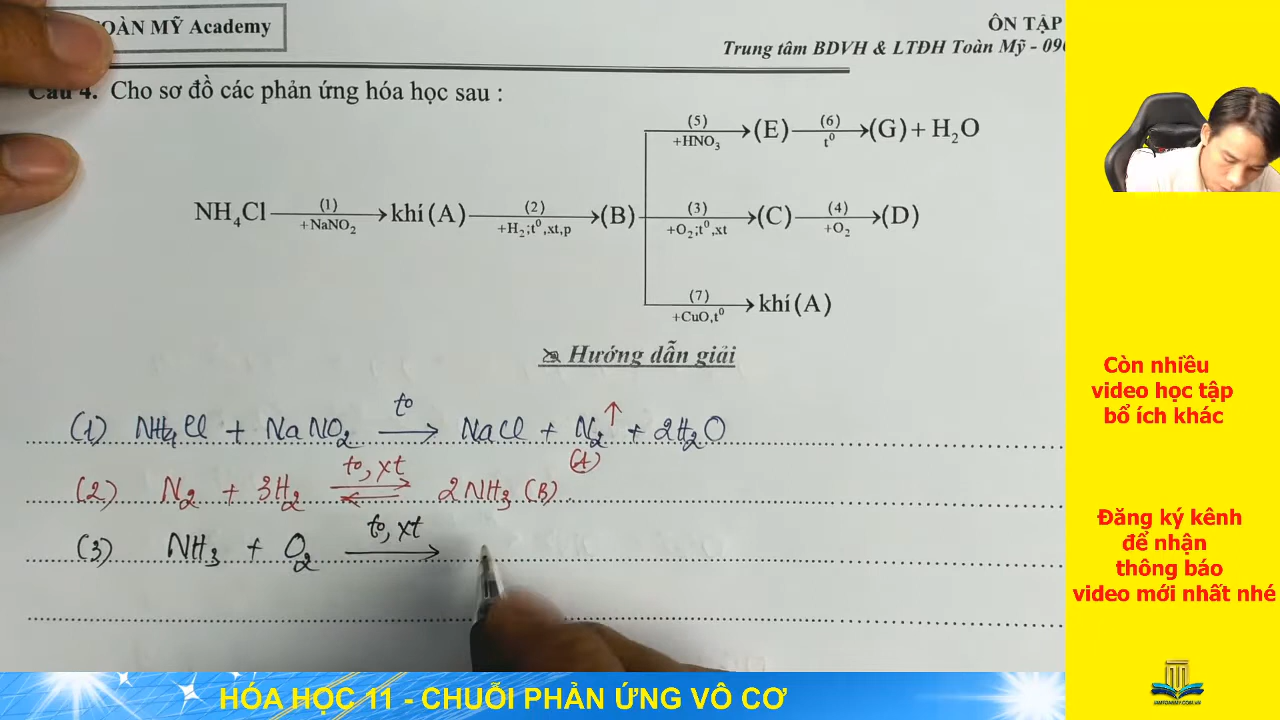 OÀN MỸ Academy
ÔN TẬP
Trung tâm BDVH & LTĐH Toàn Mỹ - 090
Câu 4. Cho sơ đồ các phản ứng hóa học sau :
(5) +HNO₃ (E) (6) t⁰ (G) + H₂O
NH₄Cl (1) +NaNO₂ khí (A) (2) +H₂;t⁰,xt,p (B) (3) +O₂;t⁰,xt (C) (4) +O₂ (D)
(7) +CuO,t⁰ khí (A)
Hướng dẫn giải
(1) NH₄Cl + NaNO₂ →(t⁰) NaCl + N₂↑ + 2H₂O
(A)
(2) N₂ + 3H₂ ⇌(t⁰, xt) 2NH₃ (B)
(3) NH₃ + O₂ →(t⁰, xt)
Còn nhiều
video học tập
bổ ích khác
Đăng ký kênh
để nhận
thông báo
video mới nhất nhé
HÓA HỌC 11 - CHUỖI PHẢN ỨNG VÔ CƠ